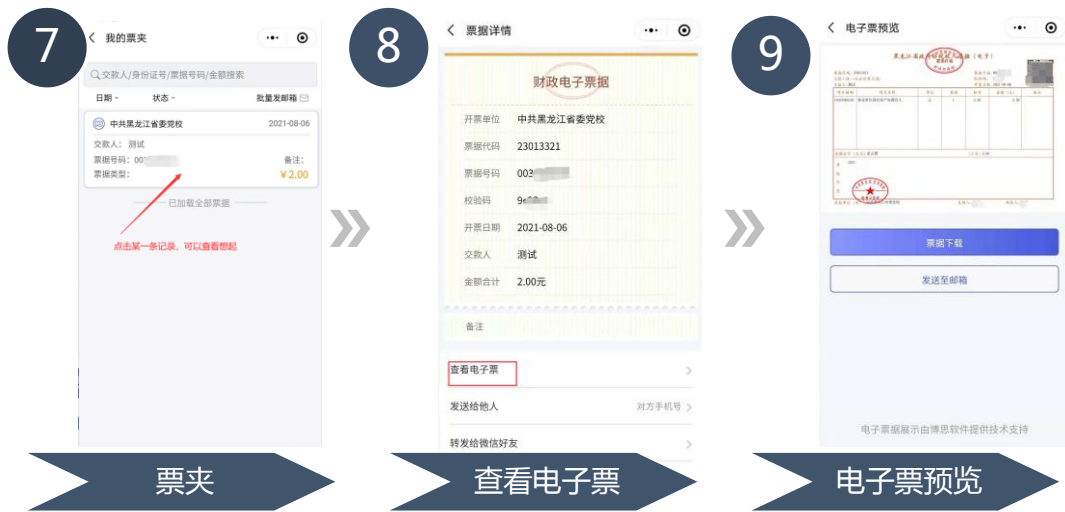 7
我的票夹
交款人/身份证号/票据号码/金额搜索
日期
状态
批量发邮箱
中共黑龙江省委党校
2021-08-06
交款人： 测试
票据号码： 00
备注：
票据类型：
￥2.00
已加载全部票据
点击某一条记录，可以查看想起
票夹
8
票据详情
财政电子票据
开票单位 中共黑龙江省委党校
票据代码 23013321
票据号码 003
校验码
开票日期 2021-08-06
交款人 测试
金额合计 2.00元
备注
查看电子票
发送给他人 对方手机号
转发给微信好友
查看电子票
9
电子票预览
票据下载
发送至邮箱
电子票据展示由博思软件提供技术支持
电子票预览